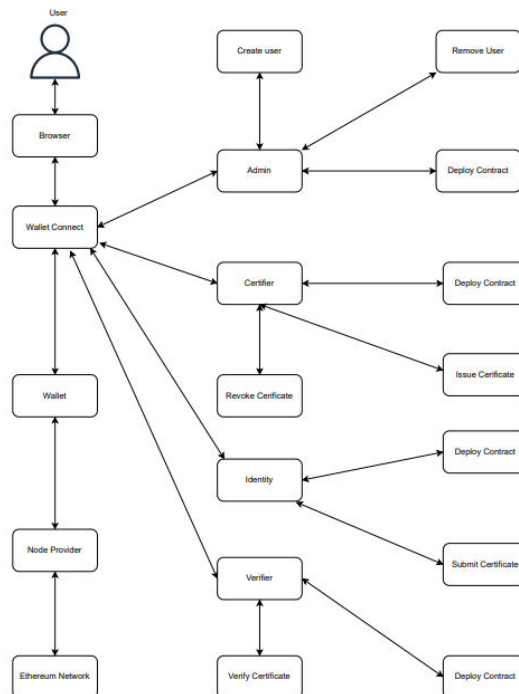 User
Create user
Remove User
Browser
Admin
Deploy Contract
Wallet Connect
Certifier
Deploy Contract
Issue Cerificate
Wallet
Revoke Cerificate
Deploy Contract
Identity
Node Provider
Submit Certificate
Verifier
Ethereum Network
Verify Certificate
Deploy Contract